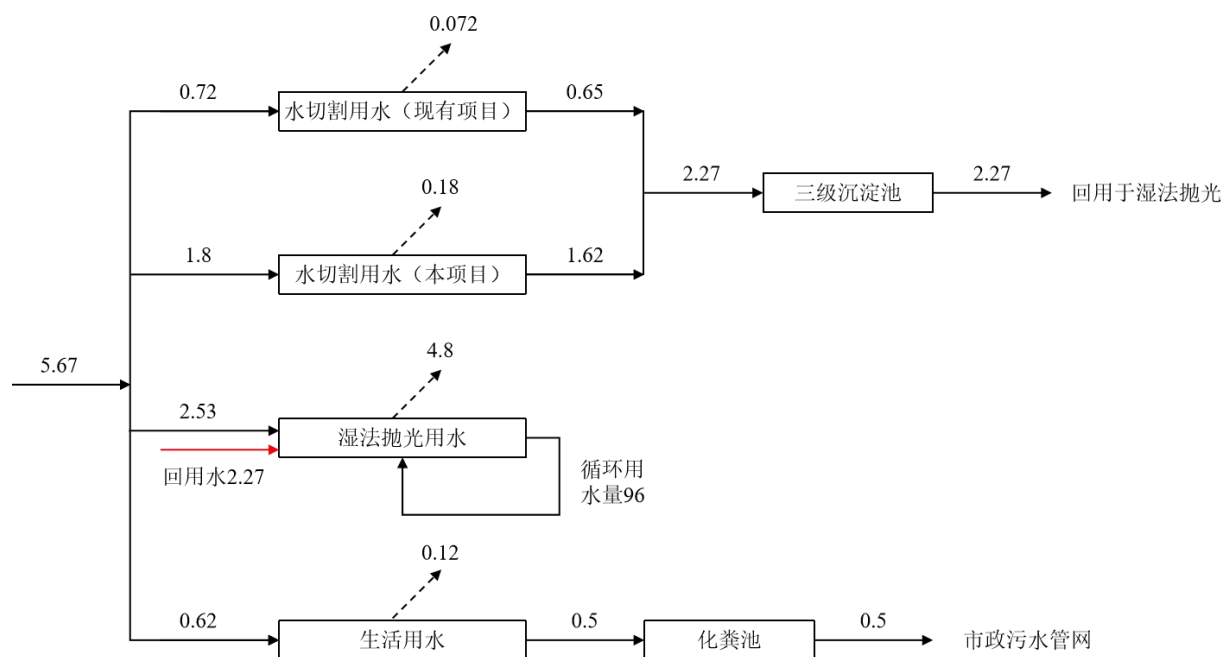 0.072
0.72
水切割用水（现有项目）
0.65
0.18
2.27
三级沉淀池
2.27
回用于湿法抛光
1.8
水切割用水（本项目）
1.62
5.67
4.8
2.53
湿法抛光用水
回用水2.27
循环用
水量96
0.12
0.62
生活用水
0.5
化粪池
0.5
市政污水管网